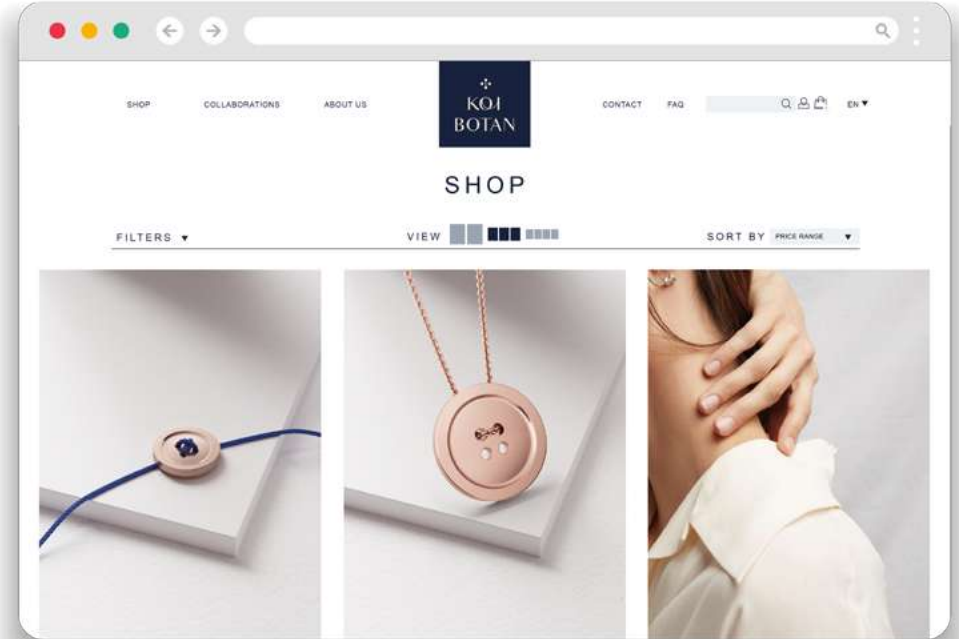 SHOP
COLLABORATIONS
ABOUT US
KOI
BOTAN
CONTACT
FAQ
EN
SHOP
FILTERS
VIEW
SORT BY
PRICE RANGE